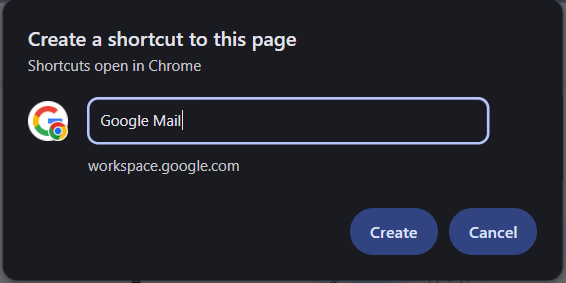 Create a shortcut to this page
Shortcuts open in Chrome
Google Mail
workspace.google.com
Create
Cancel